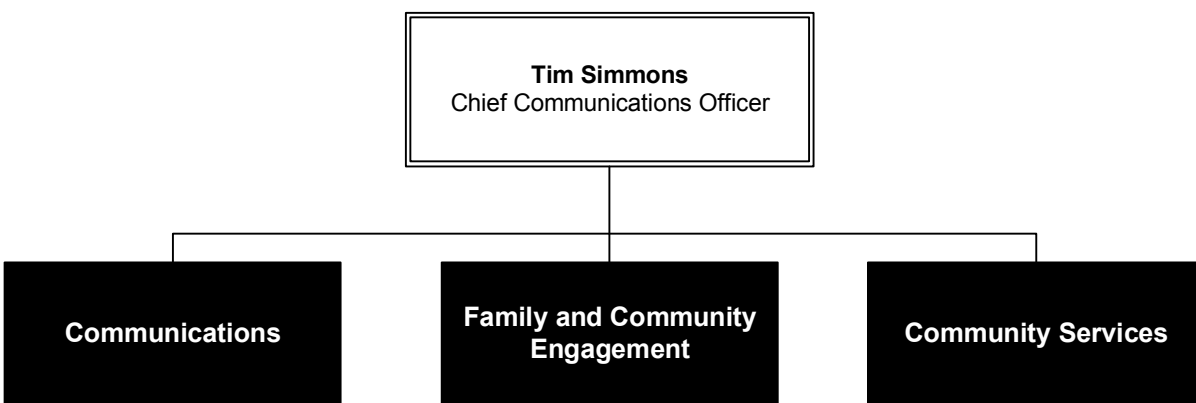 Tim Simmons
Chief Communications Officer
Communications
Family and Community
Engagement
Community Services